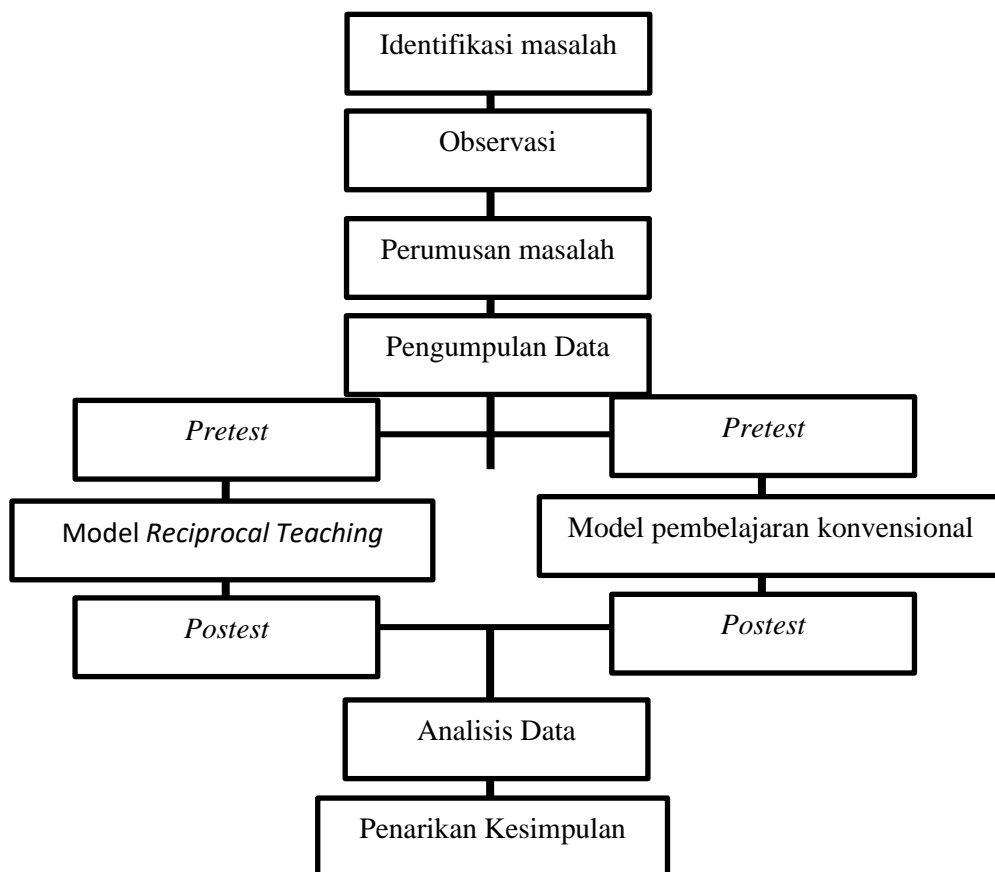 Identifikasi masalah
Observasi
Perumusan masalah
Pengumpulan Data
Pretest
Pretest
Model Reciprocal Teaching
Model pembelajaran konvensional
Postest
Postest
Analisis Data
Penarikan Kesimpulan